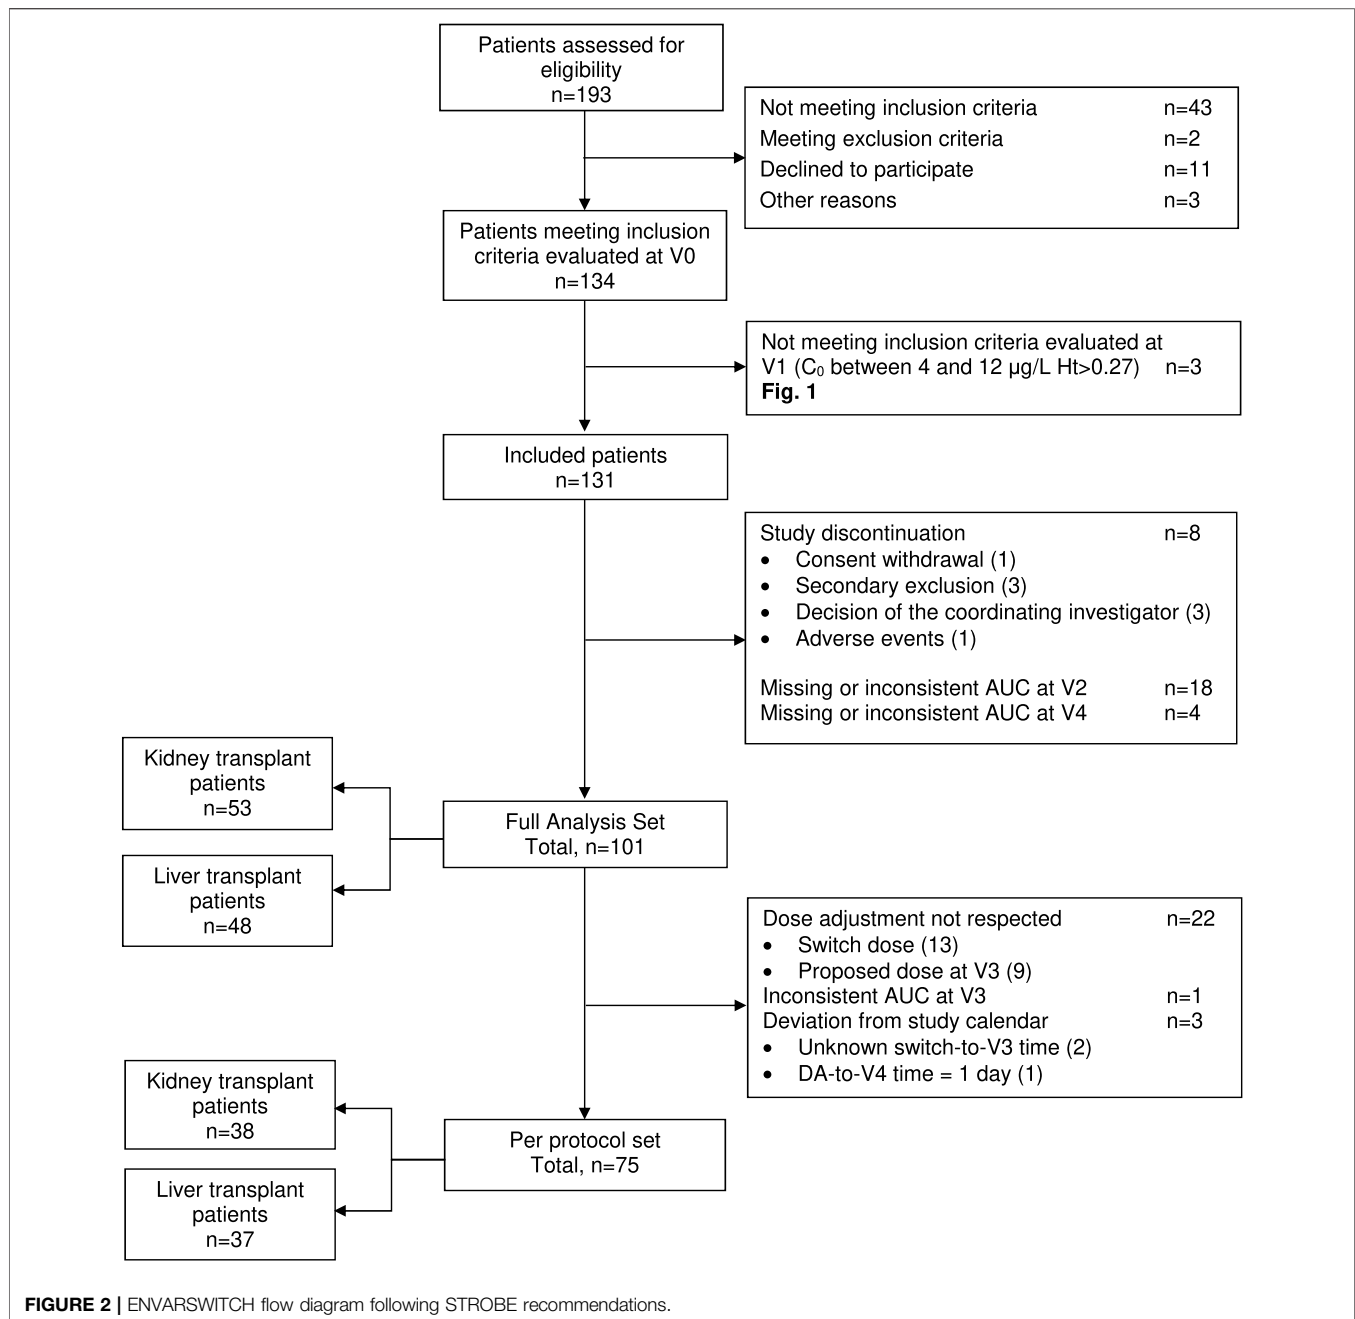 Patients assessed for
eligibility
n=193
Not meeting inclusion criteria n=43
Meeting exclusion criteria n=2
Declined to participate n=11
Other reasons n=3
Patients meeting inclusion
criteria evaluated at V0
n=134
Not meeting inclusion criteria evaluated at
V1 (C₀ between 4 and 12 µg/L Ht>0.27) n=3
Fig. 1
Included patients
n=131
Study discontinuation n=8
• Consent withdrawal (1)
• Secondary exclusion (3)
• Decision of the coordinating investigator (3)
• Adverse events (1)
Missing or inconsistent AUC at V2 n=18
Missing or inconsistent AUC at V4 n=4
Kidney transplant
patients
n=53
Full Analysis Set
Total, n=101
Liver transplant
patients
n=48
Dose adjustment not respected n=22
• Switch dose (13)
• Proposed dose at V3 (9)
Inconsistent AUC at V3 n=1
Deviation from study calendar n=3
• Unknown switch-to-V3 time (2)
• DA-to-V4 time = 1 day (1)
Kidney transplant
patients
n=38
Per protocol set
Total, n=75
Liver transplant
patients
n=37
FIGURE 2 | ENVARSWITCH flow diagram following STROBE recommendations.